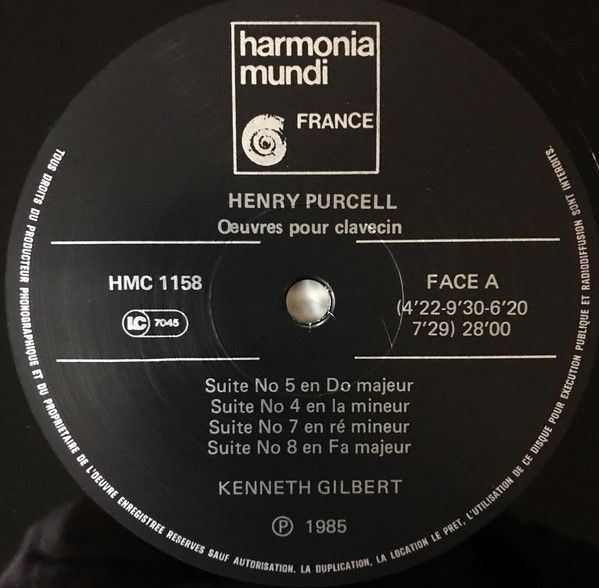 harmonia
mundi
FRANCE
HENRY PURCELL
Oeuvres pour clavecin
HMC 1158
LC 7045
FACE A
(4'22-9'30-6'20
7'29) 28'00
Suite No 5 en Do majeur
Suite No 4 en la mineur
Suite No 7 en ré mineur
Suite No 8 en Fa majeur
KENNETH GILBERT
Ⓟ 1985
TOUS DROITS DU PRODUCTEUR PHONOGRAPHIQUE ET DU PROPRIETAIRE DE L'OEUVRE ENREGISTREE RESERVES SAUF AUTORISATION. LA DUPLICATION, LA LOCATION LE PRET, L'UTILISATION DE CE DISQUE POUR EXECUTION PUBLIQUE ET RADIODIFFUSION SONT INTERDITS.